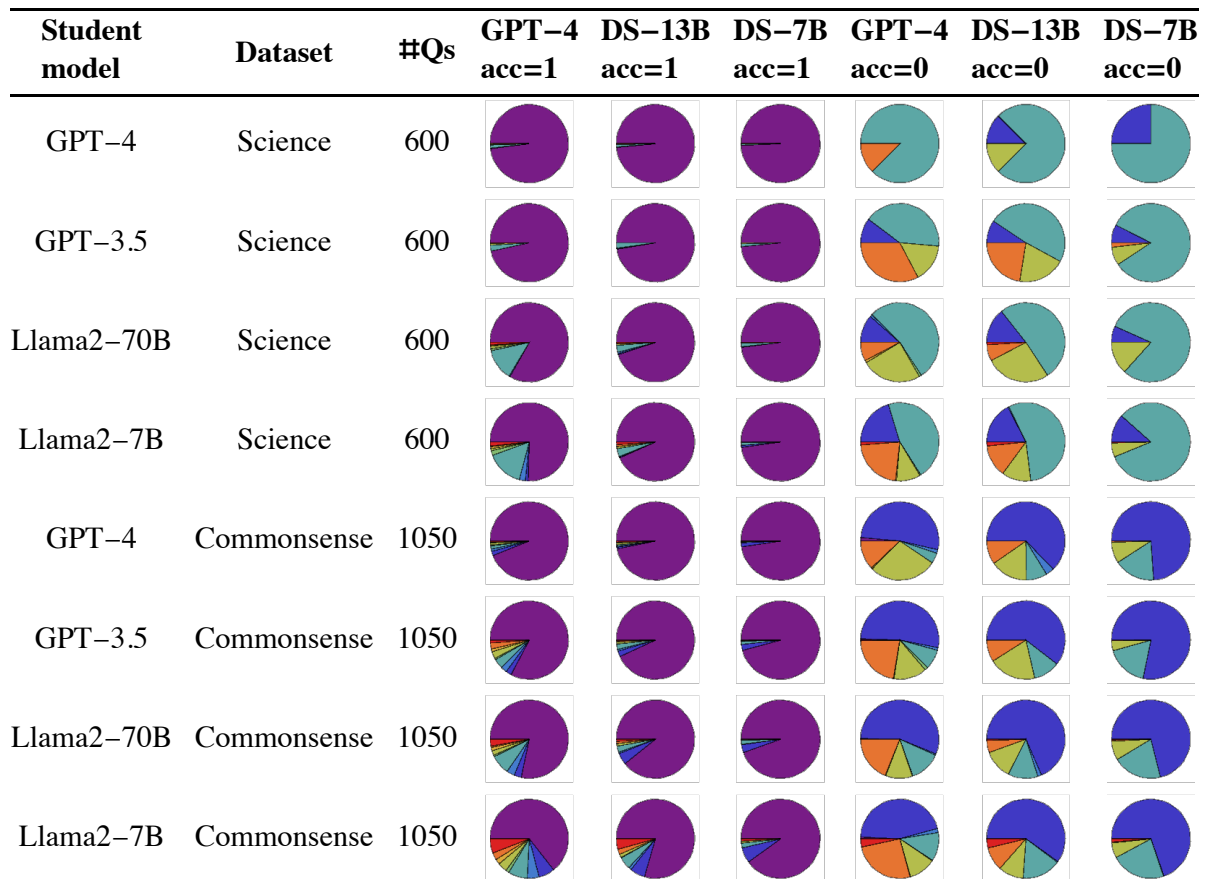 Student model Dataset #Qs GPT−4 acc=1 DS−13B acc=1 DS−7B acc=1 GPT−4 acc=0 DS−13B acc=0 DS−7B acc=0
GPT−4 Science 600
GPT−3.5 Science 600
Llama2−70B Science 600
Llama2−7B Science 600
GPT−4 Commonsense 1050
GPT−3.5 Commonsense 1050
Llama2−70B Commonsense 1050
Llama2−7B Commonsense 1050